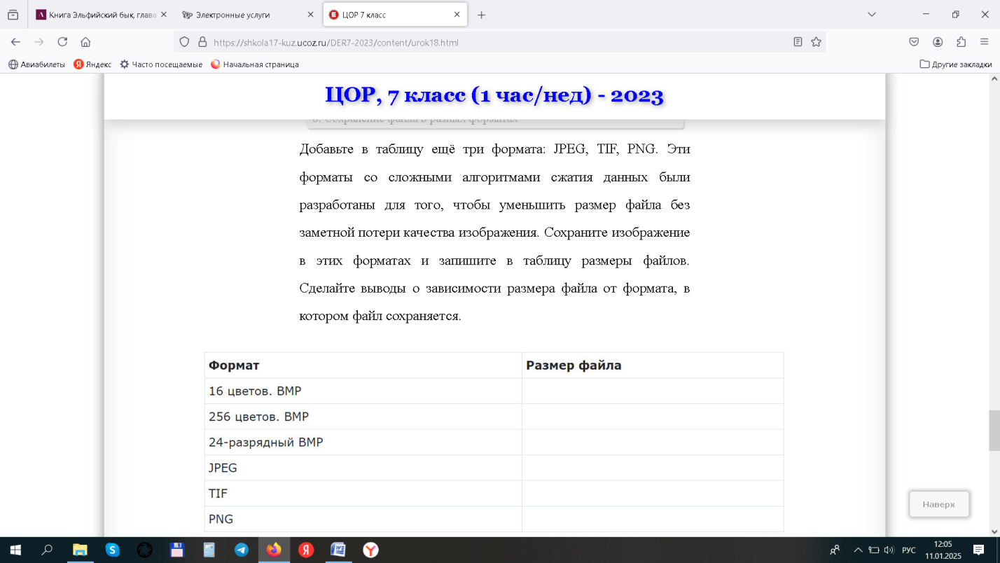 Книга Эльфийский бык, глава
Электронные услуги
ЦОР 7 класс
https://shkola17-kuz.ucoz.ru/DER7-2023/content/urok18.html
Авиабилеты
Яндекс
Часто посещаемые
Начальная страница
Другие закладки
ЦОР, 7 класс (1 час/нед) - 2023
Сохранение файла в разных форматах
Добавьте в таблицу ещё три формата: JPEG, TIF, PNG. Эти
форматы со сложными алгоритмами сжатия данных были
разработаны для того, чтобы уменьшить размер файла без
заметной потери качества изображения. Сохраните изображение
в этих форматах и запишите в таблицу размеры файлов.
Сделайте выводы о зависимости размера файла от формата, в
котором файл сохраняется.
Формат Размер файла
16 цветов. BMP
256 цветов. BMP
24-разрядный BMP
JPEG
TIF
PNG
Наверх
РУС
12:05
11.01.2025